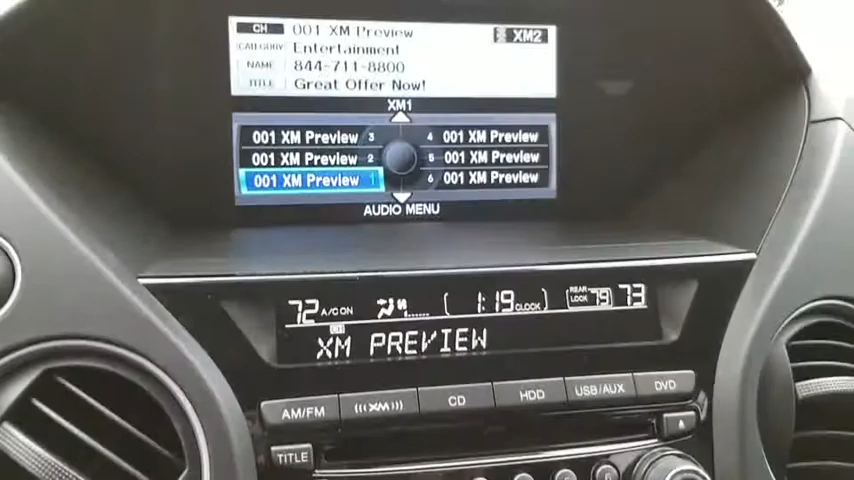 CH 001 XM Preview XM2
CATEGORY Entertainment
NAME 844-711-8800
TITLE Great Offer Now!
XM1
001 XM Preview 3 4 001 XM Preview
001 XM Preview 2 5 001 XM Preview
001 XM Preview 1 6 001 XM Preview
AUDIO MENU
72 A/C ON 1:19 CLOCK REAR LOCK 79 73
XM PREVIEW
AM/FM XM CD HDD USB/AUX DVD
TITLE